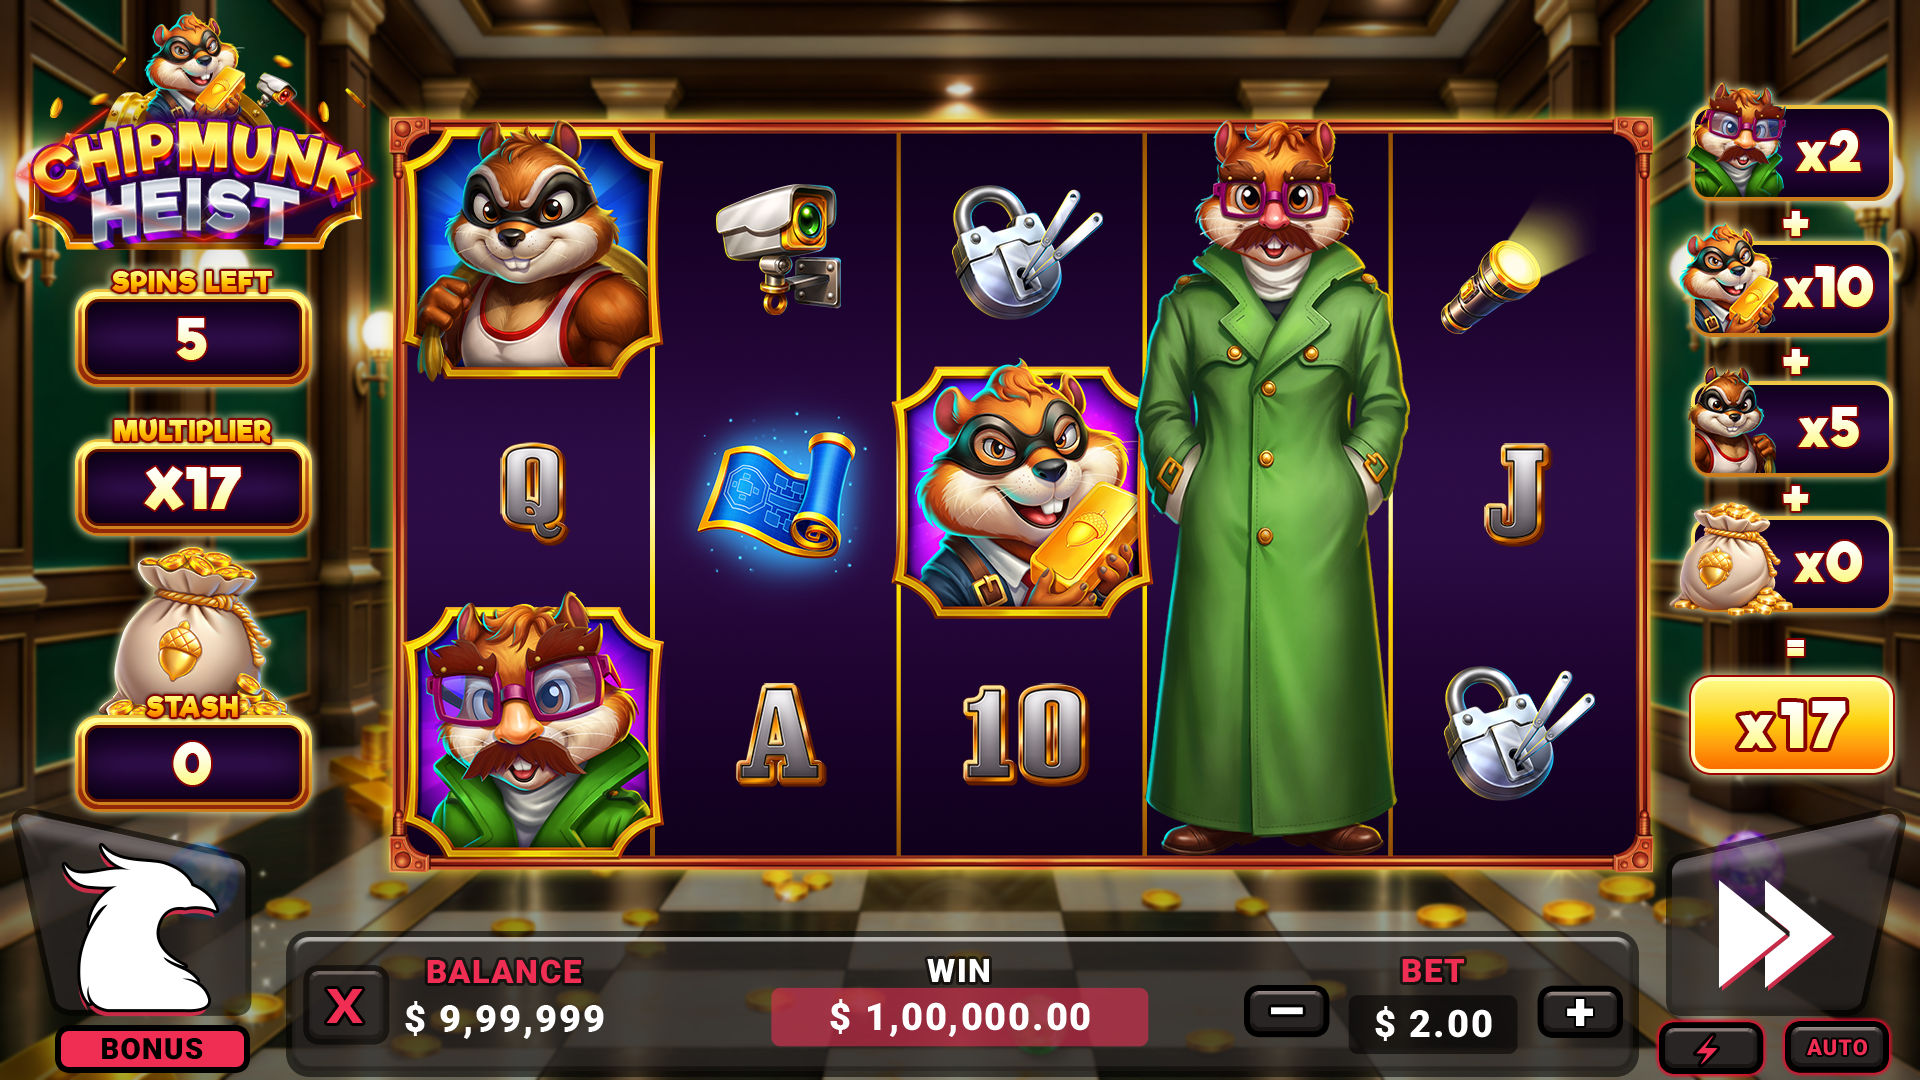 CHIPMUNK
HEIST
SPINS LEFT
5
MULTIPLIER
X17
STASH
0
BONUS
Q
A
10
J
x2
+
x10
+
x5
+
x0
=
x17
X
BALANCE
$ 9,99,999
WIN
$ 1,00,000.00
BET
$ 2.00
AUTO